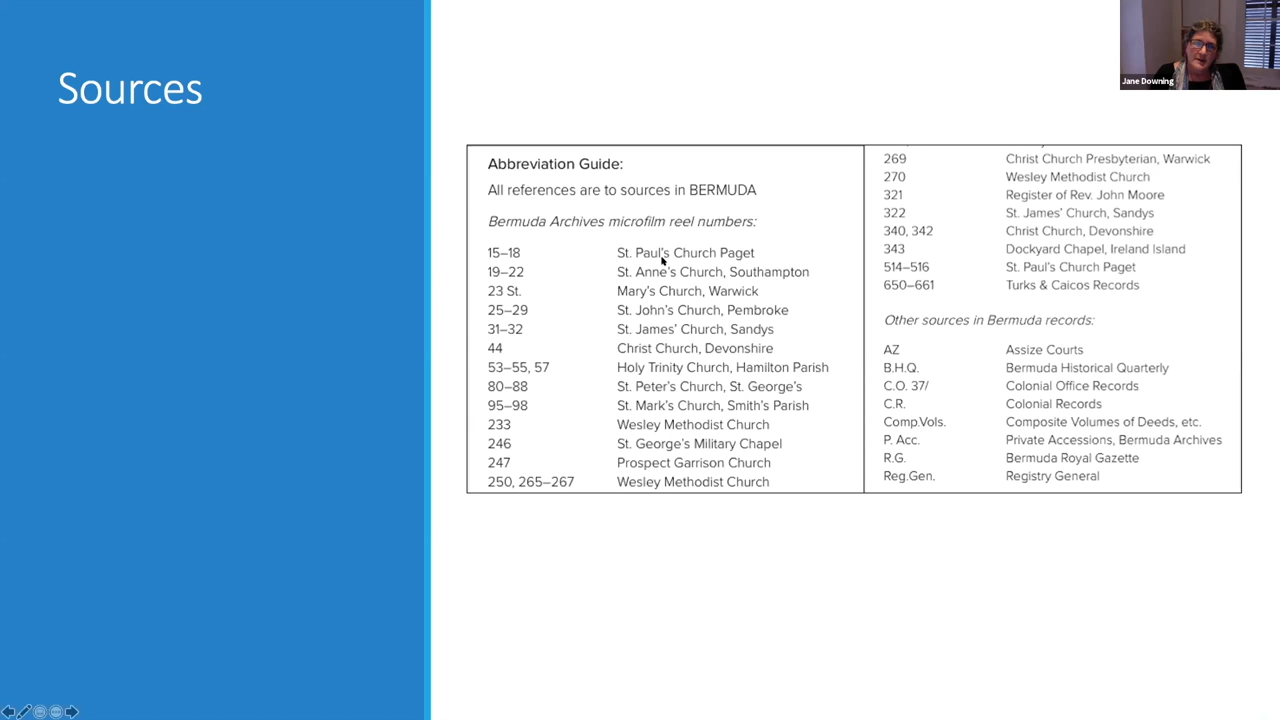 Sources
Abbreviation Guide:
All references are to sources in BERMUDA
Bermuda Archives microfilm reel numbers:
15–18 St. Paul's Church Paget
19–22 St. Anne's Church, Southampton
23 St. Mary's Church, Warwick
25–29 St. John's Church, Pembroke
31–32 St. James' Church, Sandys
44 Christ Church, Devonshire
53–55, 57 Holy Trinity Church, Hamilton Parish
80–88 St. Peter's Church, St. George's
95–98 St. Mark's Church, Smith's Parish
233 Wesley Methodist Church
246 St. George's Military Chapel
247 Prospect Garrison Church
250, 265–267 Wesley Methodist Church
269 Christ Church Presbyterian, Warwick
270 Wesley Methodist Church
321 Register of Rev. John Moore
322 St. James' Church, Sandys
340, 342 Christ Church, Devonshire
343 Dockyard Chapel, Ireland Island
514–516 St. Paul's Church Paget
650–661 Turks & Caicos Records
Other sources in Bermuda records:
AZ Assize Courts
B.H.Q. Bermuda Historical Quarterly
C.O. 37/ Colonial Office Records
C.R. Colonial Records
Comp.Vols. Composite Volumes of Deeds, etc.
P. Acc. Private Accessions, Bermuda Archives
R.G. Bermuda Royal Gazette
Reg.Gen. Registry General
Jane Downing